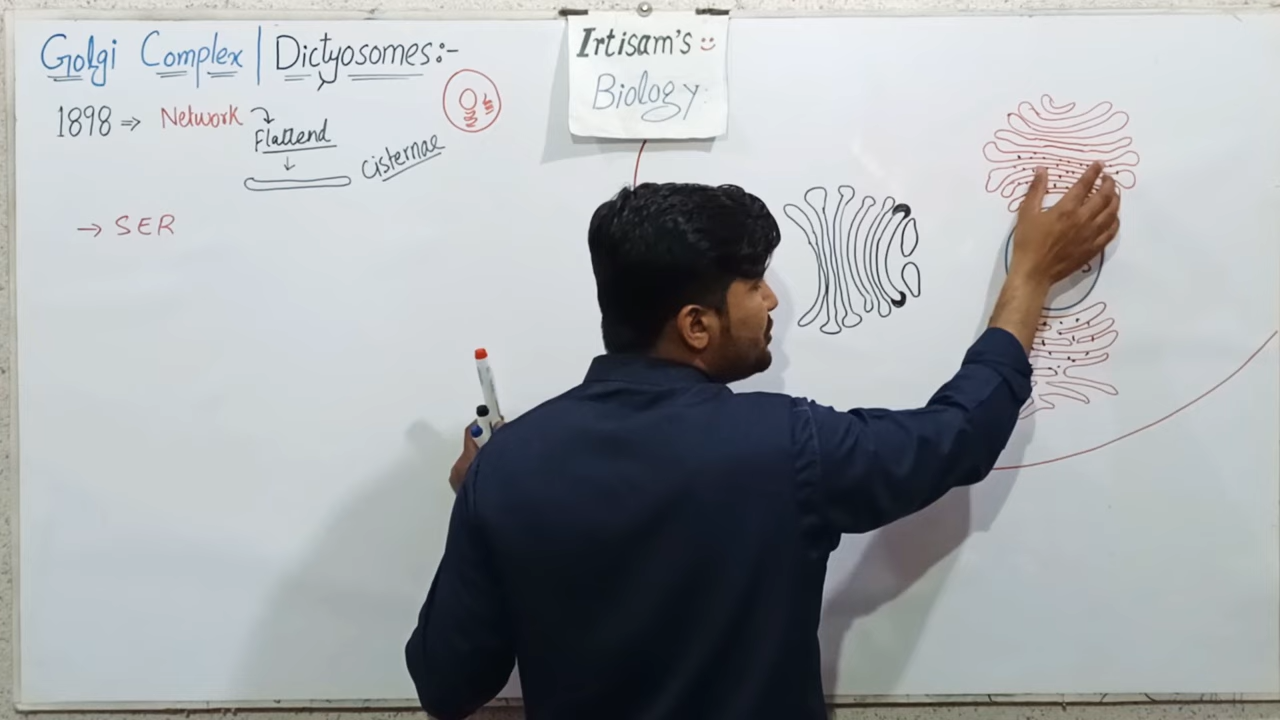 Golgi Complex | Dictyosomes:-
1898 ⇒ Network
Flattend
Cisternae
→ SER
Irtisam's
Biology